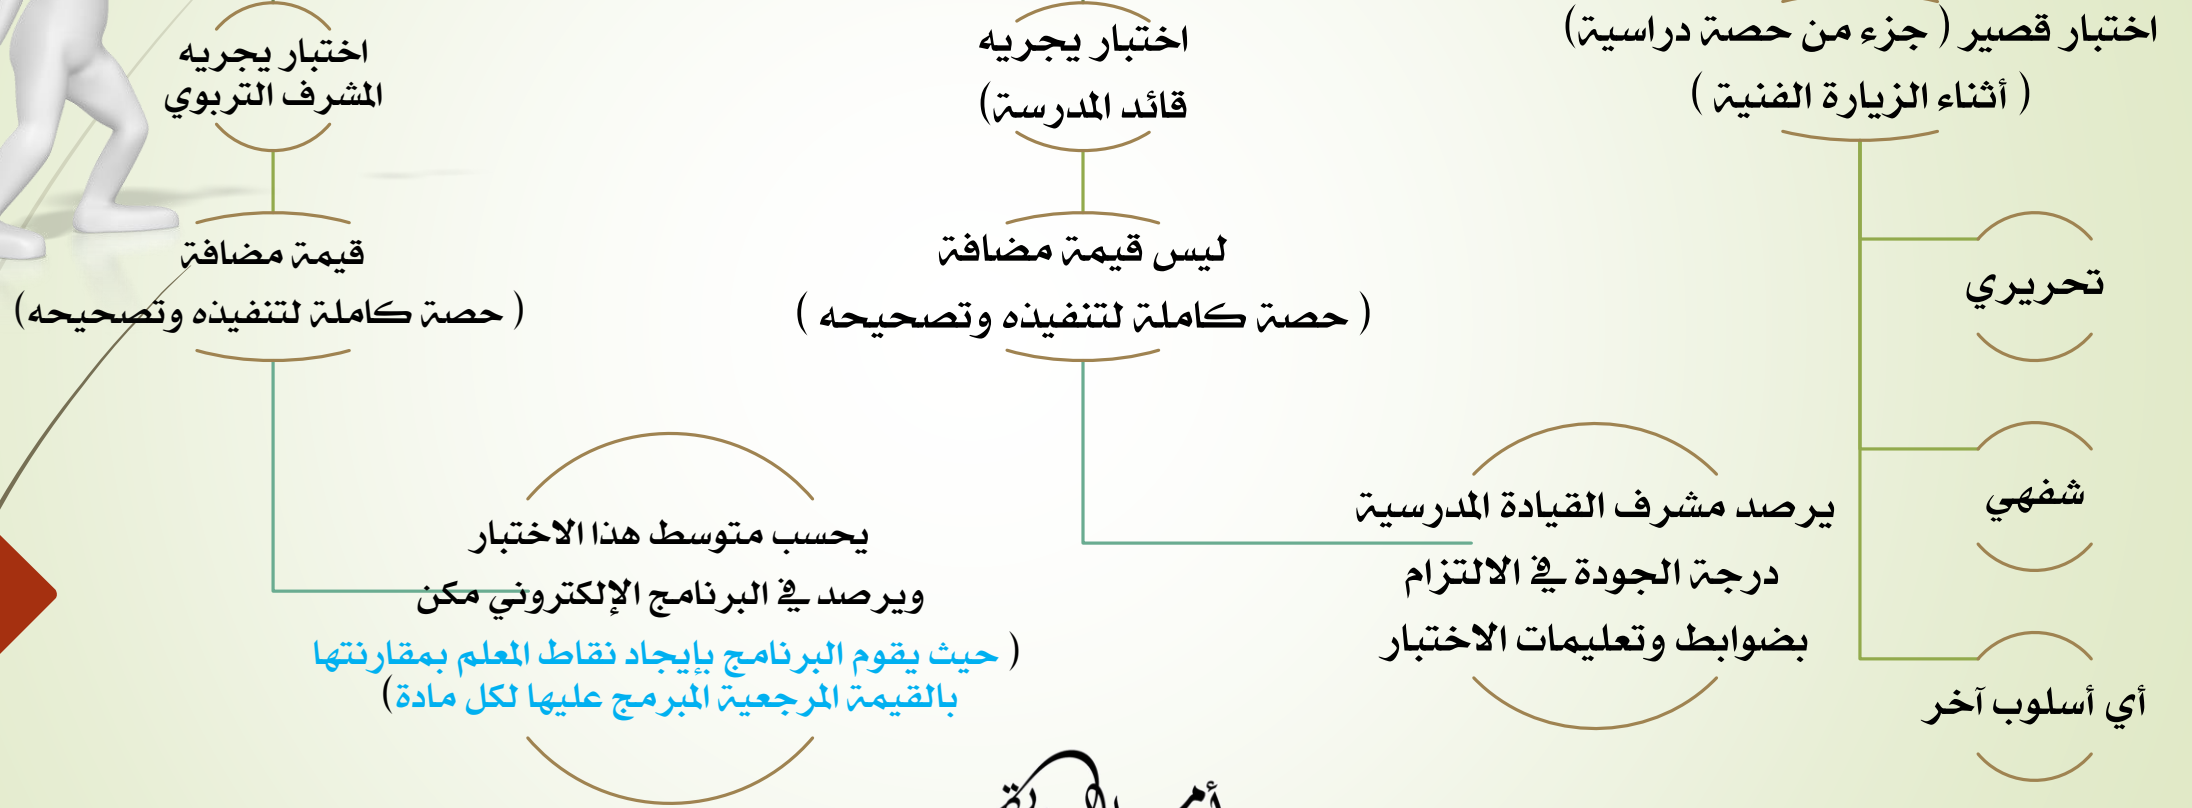 اختبار قصير ( جزء من حصة دراسية)
( أثناء الزيارة الفنية )
تحريري
شفهي
أي أسلوب آخر
اختبار يجريه
قائد المدرسة)
ليس قيمة مضافة
( حصة كاملة لتنفيذه وتصحيحه )
يرصد مشرف القيادة المدرسية
درجة الجودة في الالتزام
بضوابط وتعليمات الاختبار
اختبار يجريه
المشرف التربوي
قيمة مضافة
( حصة كاملة لتنفيذه وتصحيحه)
يحسب متوسط هذا الاختبار
ويرصد في البرنامج الإلكتروني مكن
( حيث يقوم البرنامج بإيجاد نقاط المعلم بمقارنتها
بالقيمة المرجعية المبرمج عليها لكل مادة)